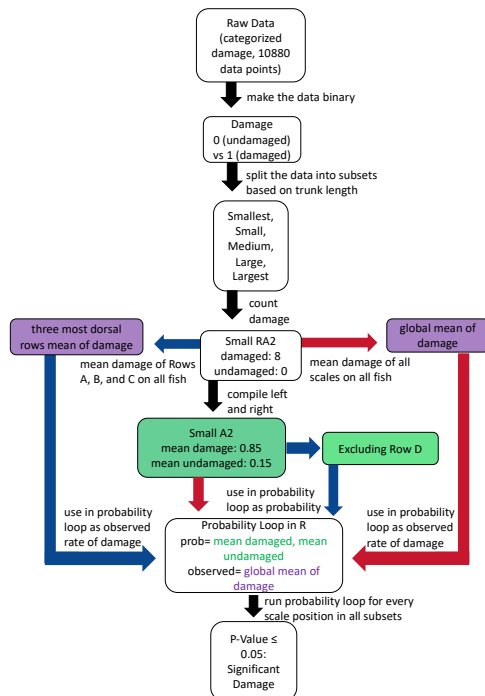 Raw Data
(categorized
damage, 10880
data points)
make the data binary
Damage
0 (undamaged)
vs 1 (damaged)
split the data into subsets
based on trunk length
Smallest,
Small,
Medium,
Large,
Largest
count
damage
three most dorsal
rows mean of damage
global mean of
damage
Small RA2
damaged: 8
undamaged: 0
mean damage of Rows
A, B, and C on all fish
mean damage of all
scales on all fish
compile left
and right
Small A2
mean damage: 0.85
mean undamaged: 0.15
Excluding Row D
use in probability
loop as observed
rate of damage
use in probability
loop as probability
use in probability
loop as observed
rate of damage
Probability Loop in R
prob= mean damaged, mean
undamaged
observed= global mean of
damage
run probability loop for every
scale position in all subsets
P-Value ≤
0.05:
Significant
Damage